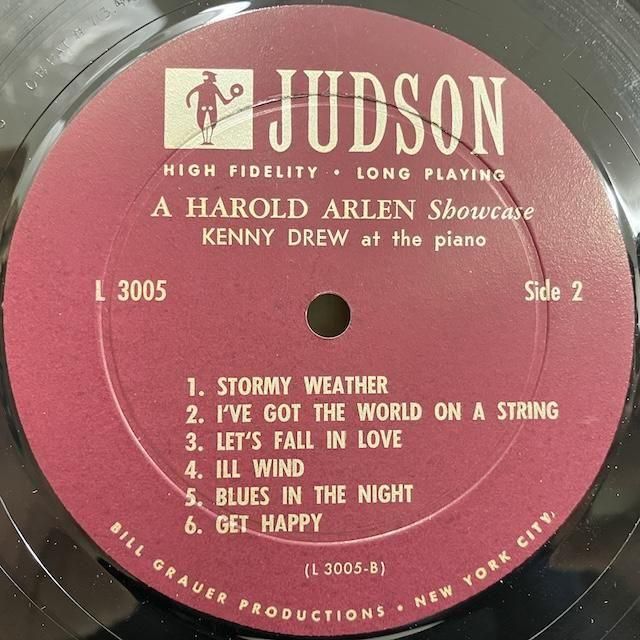 JUDSON
HIGH FIDELITY • LONG PLAYING
A HAROLD ARLEN Showcase
KENNY DREW at the piano
L 3005
Side 2
1. STORMY WEATHER
2. I'VE GOT THE WORLD ON A STRING
3. LET'S FALL IN LOVE
4. ILL WIND
5. BLUES IN THE NIGHT
6. GET HAPPY
(L 3005-B)
BILL GRAUER PRODUCTIONS • NEW YORK CITY,